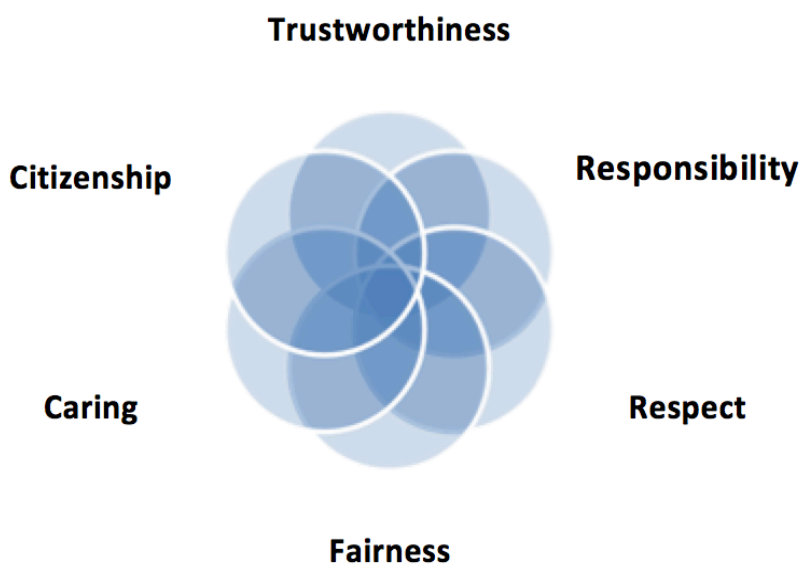 Trustworthiness
Citizenship
Responsibility
Caring
Respect
Fairness